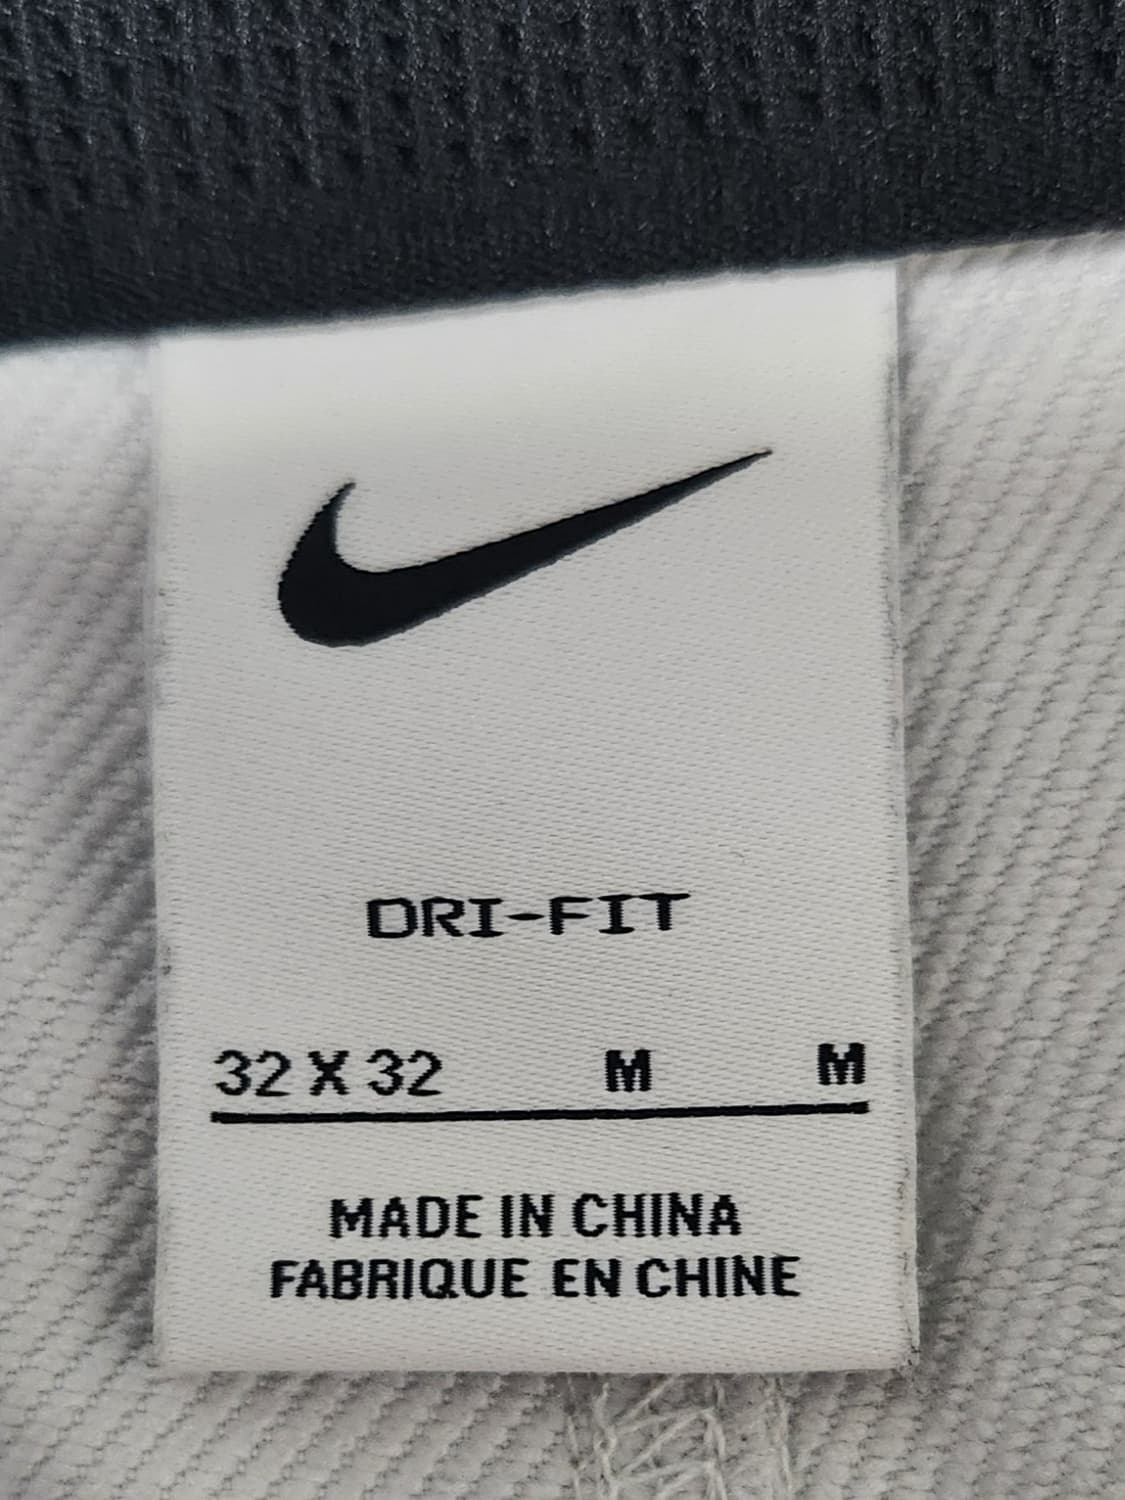 DRI-FIT
32 X 32 M M
MADE IN CHINA
FABRIQUE EN CHINE